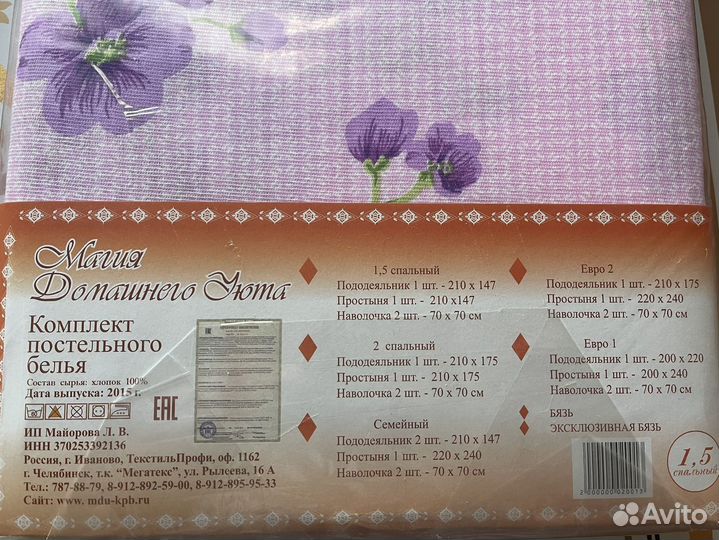 Магия
Домашнего Уюта
Комплект
постельного
белья
Состав сырья: хлопок 100%
Дата выпуска: 2015 г.
ЕАС
ИП Майорова Л. В.
ИНН 370253392136
Россия, г. Иваново, ТекстильПрофи, оф. 1162
г. Челябинск, т.к. "Мегатекс", ул. Рылеева, 16 А
Тел.: 787-88-79, 8-912-892-59-00, 8-912-895-95-33
Сайт: www. mdu-kpb.ru
1,5 спальный
Пододеяльник 1 шт. - 210 х 147
Простыня 1 шт. - 210х147
Наволочка 2 шт. - 70 х 70 см
2 спальный
Пододеяльник 1 шт. - 210 х 175
Простыня 1 шт. - 210 х 175
Наволочка 2 шт. - 70 х 70 см
Семейный
Пододеяльник 2 шт. - 210 х 147
Простыня 1 шт. - 220 х 240
Наволочка 2 шт. - 70 х 70 см
Евро 2
Пододеяльник 1 шт. - 210 х 175
Простыня 1 шт. - 220 х 240
Наволочка 2 шт. - 70 х 70 см
Евро 1
Пододеяльник 1 шт. - 200 х 220
Простыня 1 шт. - 200 х 240
Наволочка 2 шт. - 70 х 70 см
БЯЗЬ
ЭКСКЛЮЗИВНАЯ БЯЗЬ
2 000000 020013
1,5
спальный
Avito